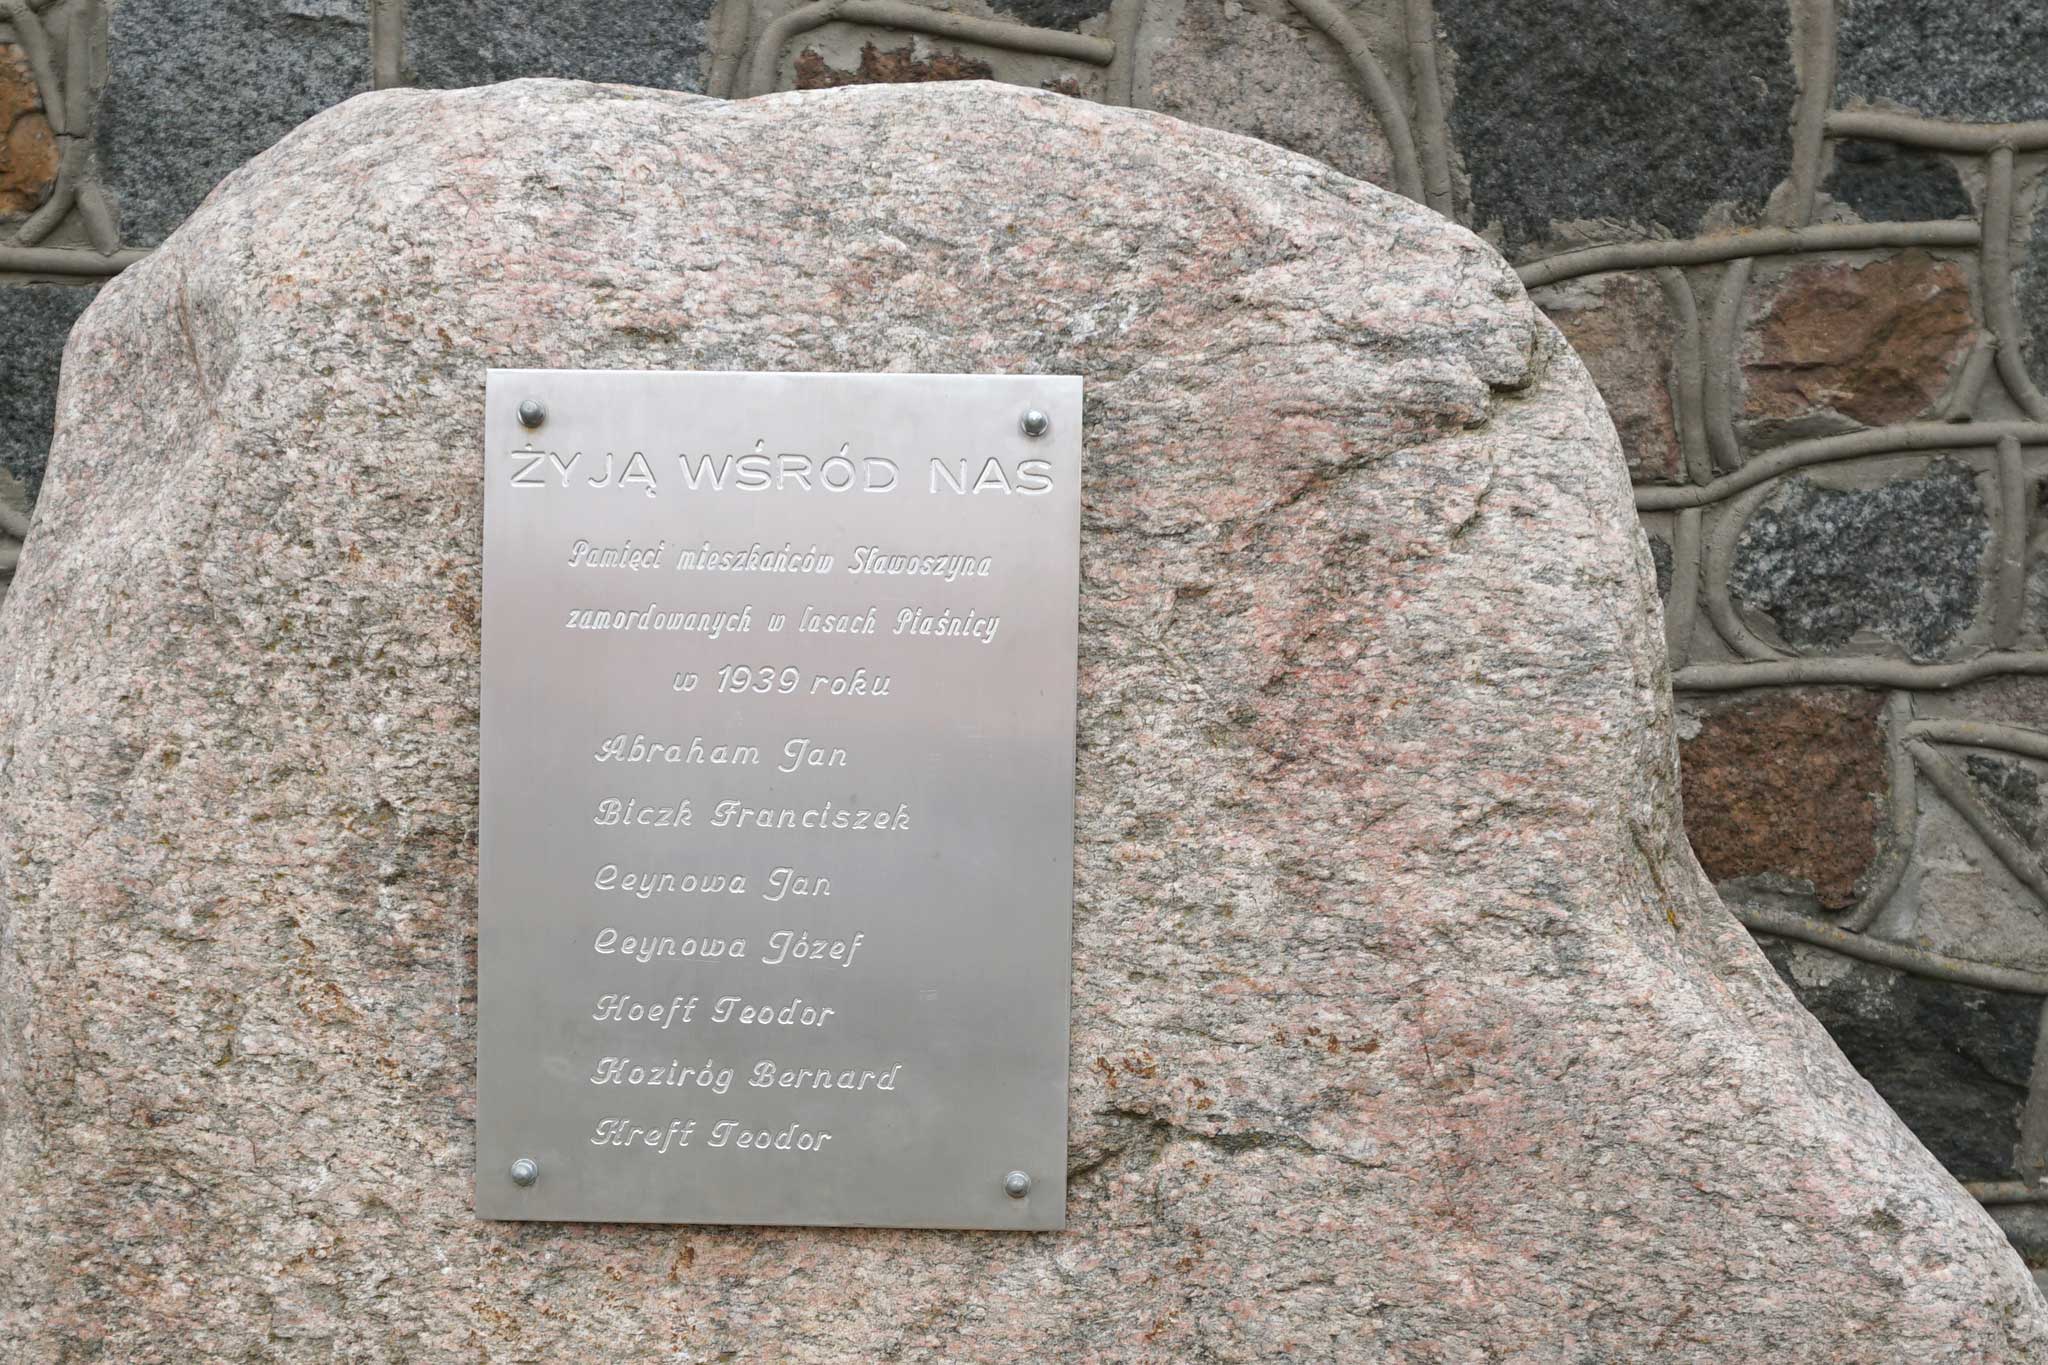 ŻYJĄ WŚRÓD NAS
Pamięci mieszkańców Sławoszyna
zamordowanych w lasach Piaśnicy
w 1939 roku
Abraham Jan
Biczk Franciszek
Ceynowa Jan
Ceynowa Józef
Hoeft Teodor
Koziróg Bernard
Kreft Teodor